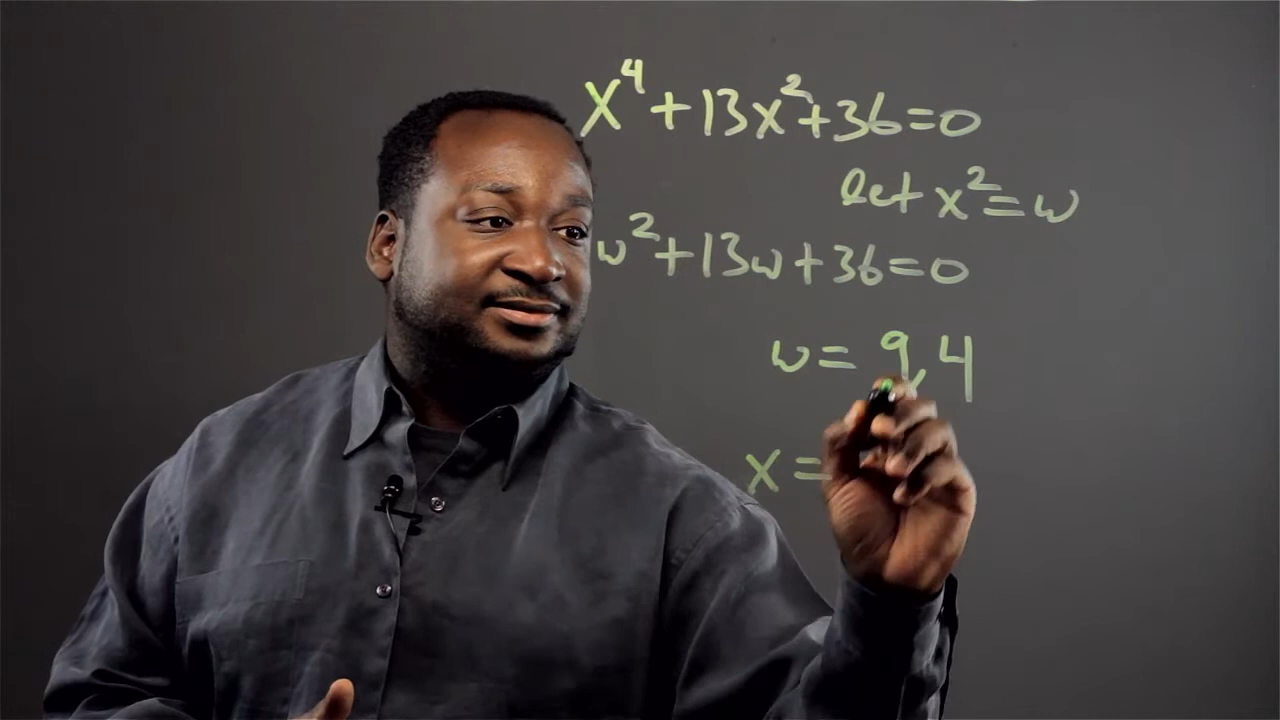 x⁴+13x²+36=0
let x²=w
w²+13w+36=0
w=9,4
x=